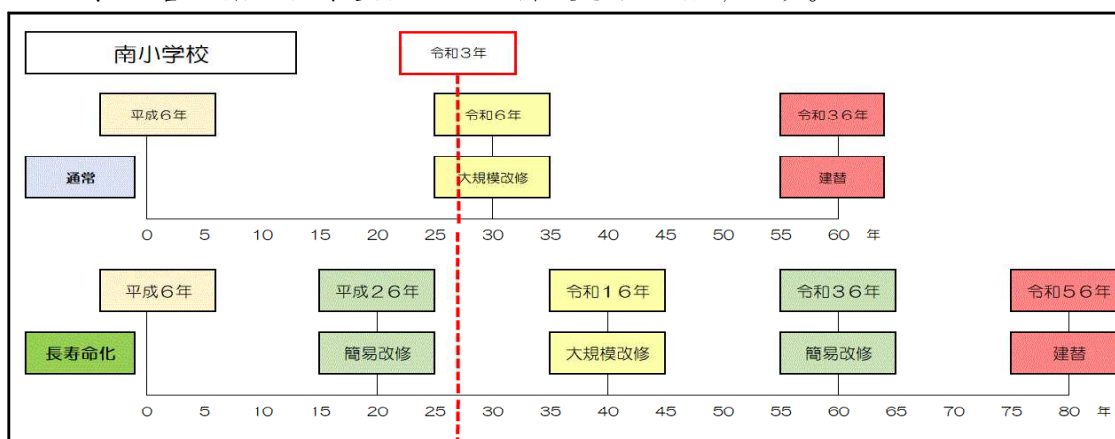 南小学校 令和3年
平成6年 令和6年 令和36年
通常 大規模改修 建替
0 5 10 15 20 25 30 35 40 45 50 55 60 年
平成6年 平成26年 令和16年 令和36年 令和56年
長寿命化 簡易改修 大規模改修 簡易改修 建替
0 5 10 15 20 25 30 35 40 45 50 55 60 65 70 75 80 年